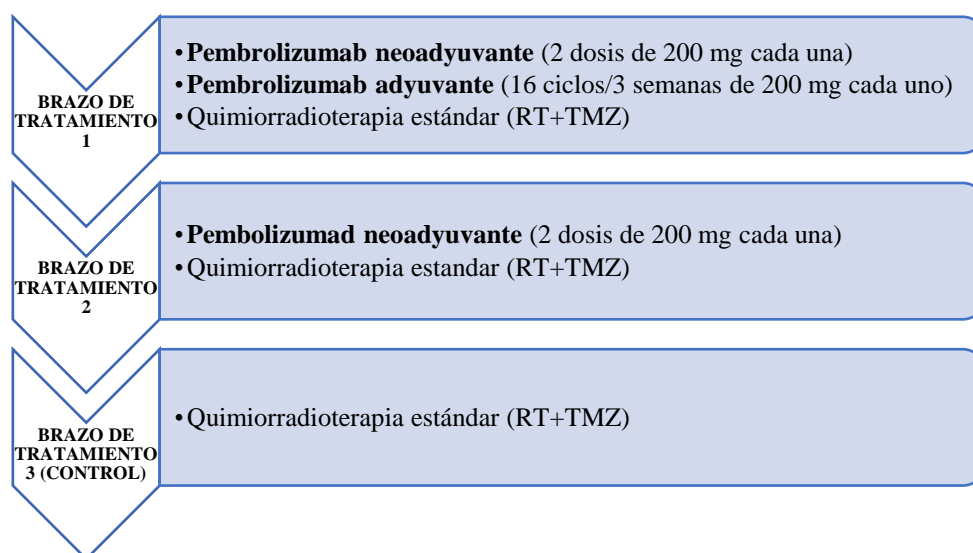 BRAZO DE
TRATAMIENTO
1
•Pembrolizumab neoadyuvante (2 dosis de 200 mg cada una)
•Pembrolizumab adyuvante (16 ciclos/3 semanas de 200 mg cada uno)
•Quimiorradioterapia estándar (RT+TMZ)
BRAZO DE
TRATAMIENTO
2
•Pembolizumad neoadyuvante (2 dosis de 200 mg cada una)
•Quimiorradioterapia estandar (RT+TMZ)
BRAZO DE
TRATAMIENTO
3 (CONTROL)
•Quimiorradioterapia estándar (RT+TMZ)